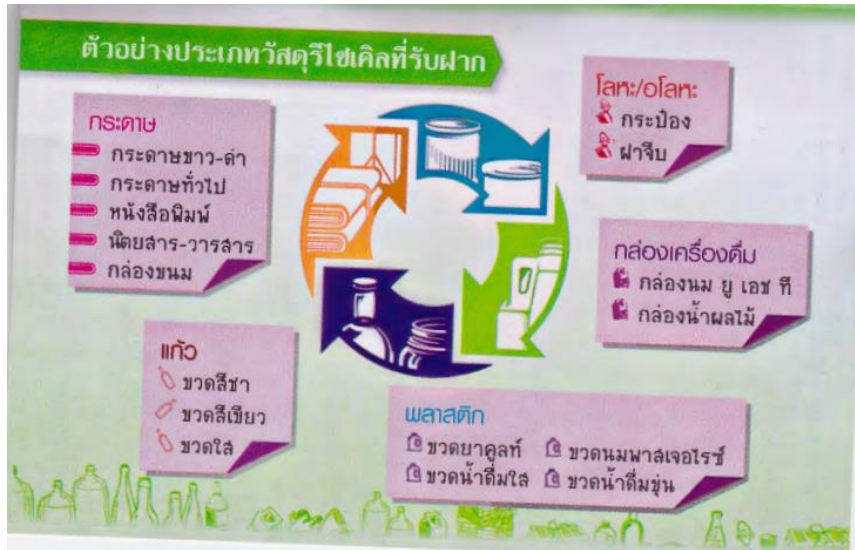 ตัวอย่างประเภทวัสดุรีไซเคิลที่รับฝาก
กระดาษ
กระดาษขาว-ดำ
กระดาษทั่วไป
หนังสือพิมพ์
นิตยสาร-วารสาร
กล่องขนม
โลหะ/อโลหะ
กระป๋อง
ฝาจีบ
กล่องเครื่องดื่ม
กล่องนม ยู เอช ที
กล่องน้ำผลไม้
แก้ว
ขวดสีชา
ขวดสีเขียว
ขวดใส
พลาสติก
ขวดยาคูลท์ ขวดนมพาสเจอไรซ์
ขวดน้ำดื่มใส ขวดน้ำดื่มขุ่น